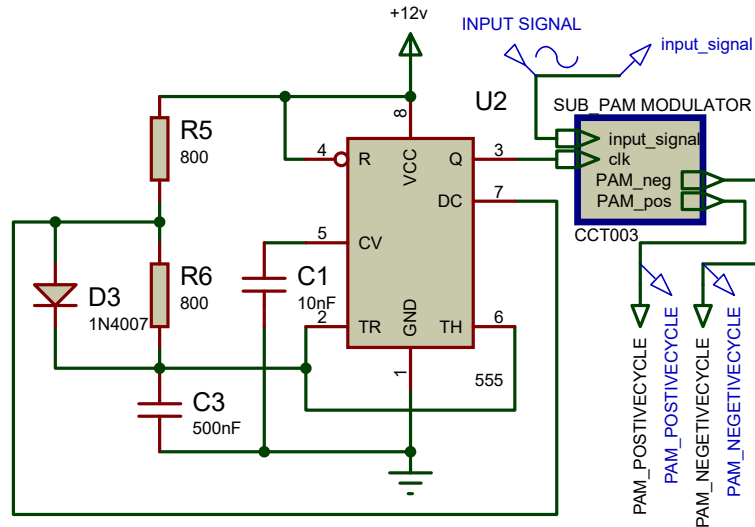 +12v
INPUT SIGNAL
input_signal
U2
SUB_PAM MODULATOR
R5
800
8
4
R
VCC
Q
3
input_signal
clk
DC
7
PAM_neg
PAM_pos
CCT003
5
CV
R6
800
C1
10nF
D3
1N4007
2
TR
GND
TH
6
1
555
C3
500nF
PAM_POSTIVECYCLE
PAM_POSTIVECYCLE
PAM_NEGETIVECYCLE
PAM_NEGETIVECYCLE